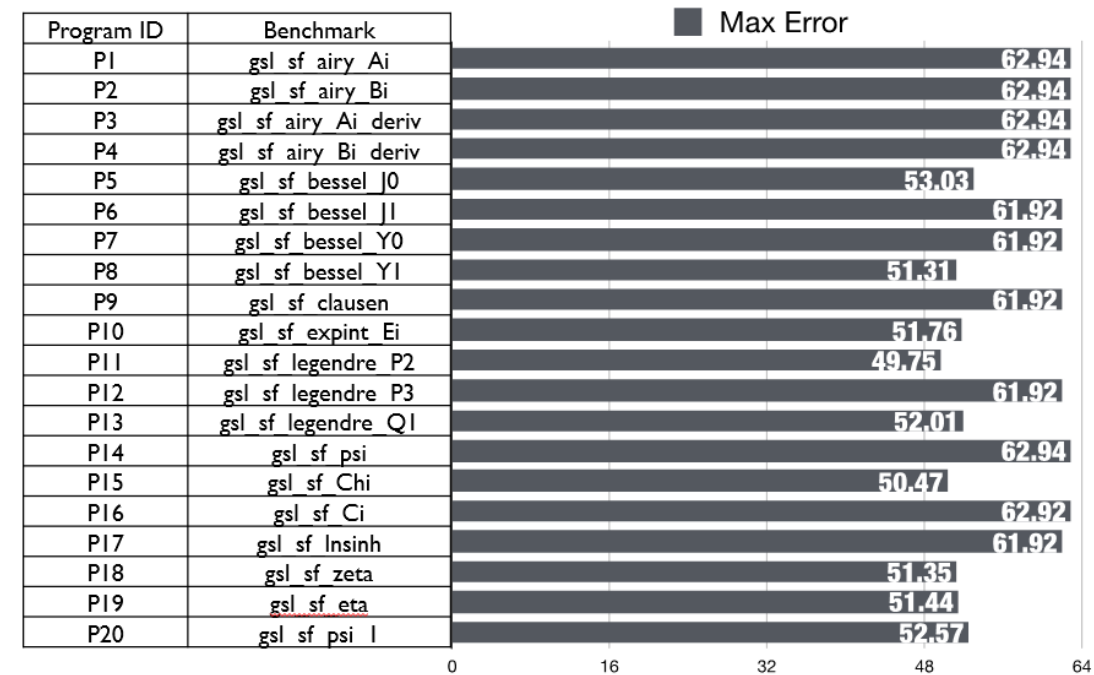 Program ID Benchmark Max Error
P1 gsl_sf_airy_Ai 62.94
P2 gsl_sf_airy_Bi 62.94
P3 gsl_sf_airy_Ai_deriv 62.94
P4 gsl_sf_airy_Bi_deriv 62.94
P5 gsl_sf_bessel_J0 53.03
P6 gsl_sf_bessel_J1 61.92
P7 gsl_sf_bessel_Y0 61.92
P8 gsl_sf_bessel_Y1 51.31
P9 gsl_sf_clausen 61.92
P10 gsl_sf_expint_Ei 51.76
P11 gsl_sf_legendre_P2 49.75
P12 gsl_sf_legendre_P3 61.92
P13 gsl_sf_legendre_Q1 52.01
P14 gsl_sf_psi 62.94
P15 gsl_sf_Chi 50.47
P16 gsl_sf_Ci 62.92
P17 gsl_sf_lnsinh 61.92
P18 gsl_sf_zeta 51.35
P19 gsl_sf_eta 51.44
P20 gsl_sf_psi_1 52.57
0 16 32 48 64